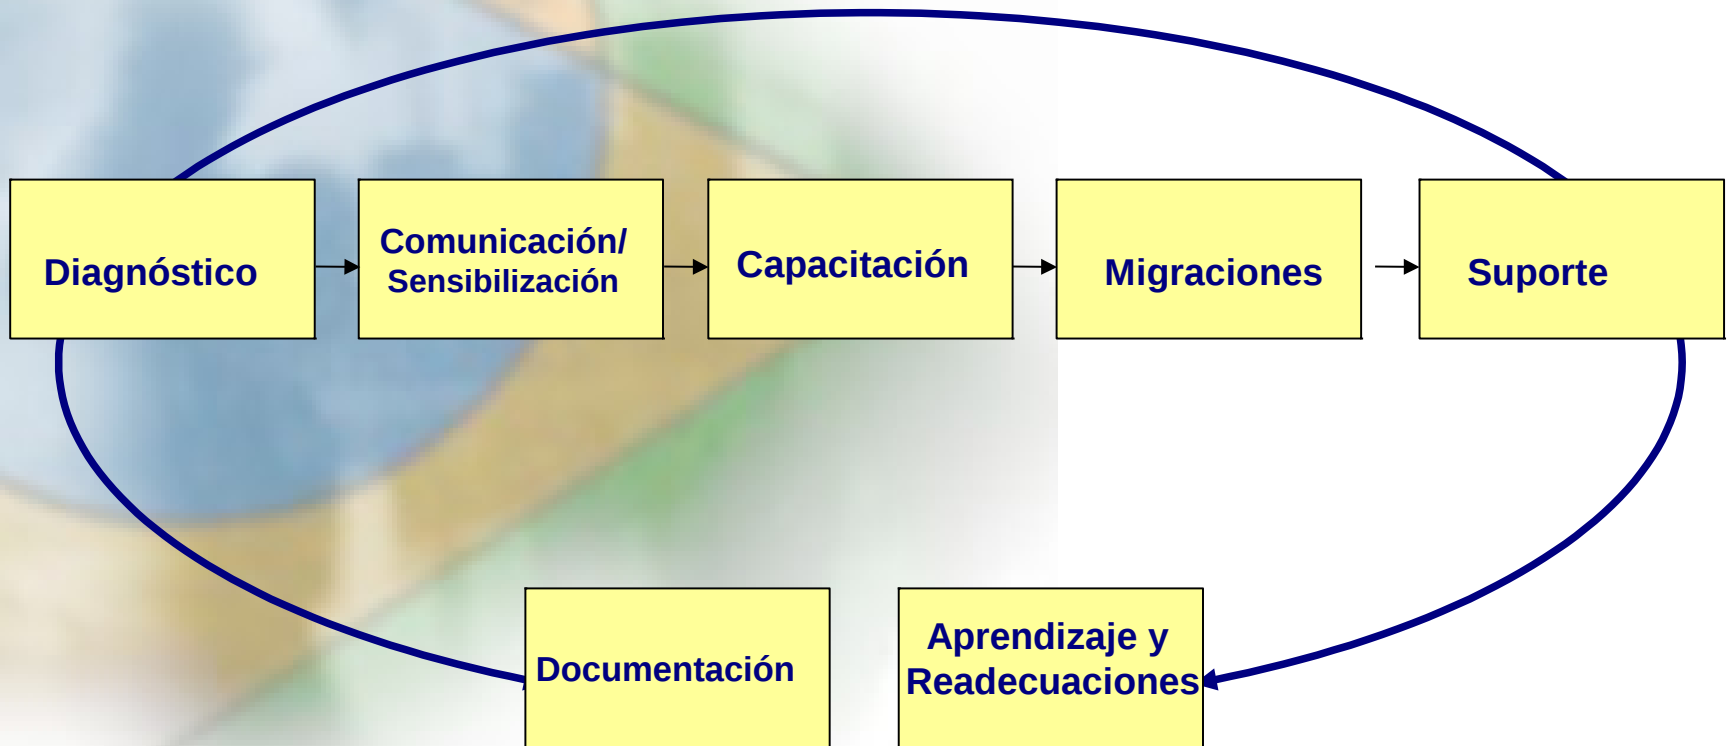 Diagnóstico
Comunicación/
Sensibilización
Capacitación
Migraciones
Suporte
Documentación
Aprendizaje y
Readecuaciones